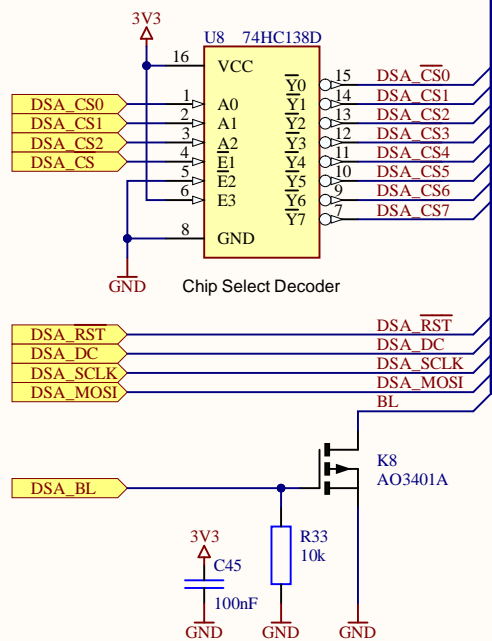 3V3
U8 74HC138D
16 VCC
DSA_CS0 1 A0 Y0 15 DSA_CS0
DSA_CS1 2 A1 Y1 14 DSA_CS1
DSA_CS2 3 A2 Y2 13 DSA_CS2
DSA_CS 4 E1 Y3 12 DSA_CS3
5 E2 Y4 11 DSA_CS4
6 E3 Y5 10 DSA_CS5
Y6 9 DSA_CS6
Y7 7 DSA_CS7
8 GND
GND
Chip Select Decoder
DSA_RST DSA_RST
DSA_DC DSA_DC
DSA_SCLK DSA_SCLK
DSA_MOSI DSA_MOSI
BL
K8
AO3401A
DSA_BL
R33
10k
3V3
C45
100nF
GND GND GND